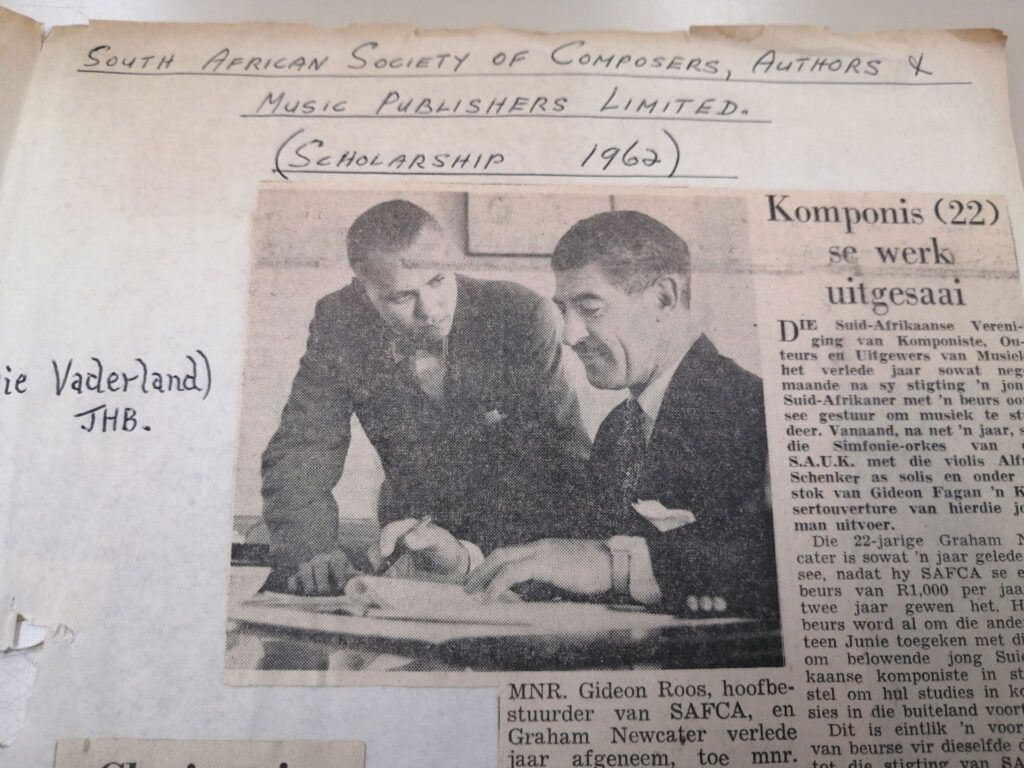 SOUTH AFRICAN SOCIETY OF COMPOSERS, AUTHORS &
MUSIC PUBLISHERS LIMITED.
(SCHOLARSHIP 1962)
ie Vaderland)
JHB.
Komponis (22)
se werk
uitgesaai
DIE Suid-Afrikaanse Vereni-
ging van Komponiste, Ou-
teurs en Uitgewers van Musiek
het verlede jaar sowat neg
maande na sy stigting 'n jon
Suid-Afrikaner met 'n beurs oor
see gestuur om musiek te st
deer. Vanaand, na net 'n jaar, s
die Simfonie-orkes van
S.A.U.K. met die violis Alf
Schenker as solis en onder
stok van Gideon Fagan 'n K
sertouverture van hierdie jo
man uitvoer.
Die 22-jarige Graham N
cater is sowat 'n jaar gelede
see, nadat hy SAFCA se e
beurs van R1,000 per jaa
twee jaar gewen het. H
beurs word al om die ande
teen Junie toegeken met di
om belowende jong Suid
kaanse komponiste in st
stel om hul studies in ko
sies in die buiteland voort
Dit is eintlik 'n voor
van beurse vir dieselfde d
tot die stigting van SA
MNR. Gideon Roos, hoofbe-
stuurder van SAFCA, en
Graham Newcater verlede
jaar afgeneem, toe mnr.